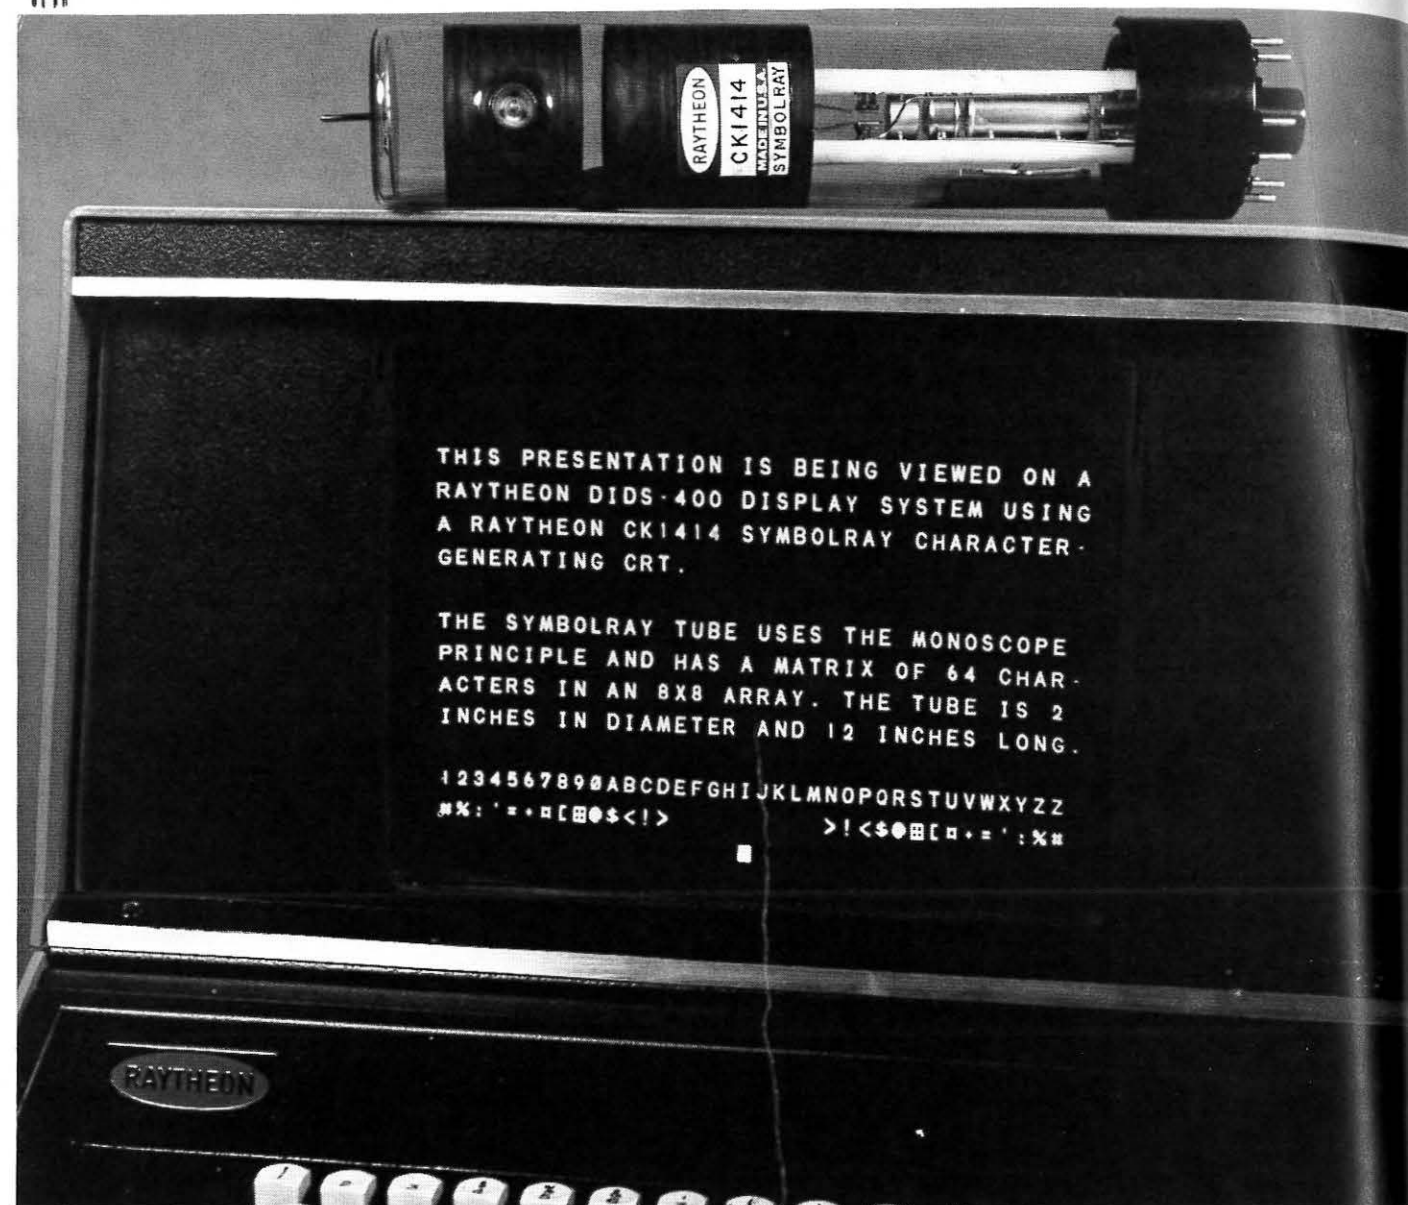 RAYTHEON
CK1414
MADE IN U.S.A.
SYMBOLRAY
THIS PRESENTATION IS BEING VIEWED ON A
RAYTHEON DIDS-400 DISPLAY SYSTEM USING
A RAYTHEON CK1414 SYMBOLRAY CHARACTER-
GENERATING CRT.
THE SYMBOLRAY TUBE USES THE MONOSCOPE
PRINCIPLE AND HAS A MATRIX OF 64 CHAR-
ACTERS IN AN 8X8 ARRAY. THE TUBE IS 2
INCHES IN DIAMETER AND 12 INCHES LONG.
1234567890ABCDEFGHIJKLMNOPQRSTUVWXYZZ
#%:'=+¤[⊞●$<!> >!<$●⊞[¤+=':%#
RAYTHEON